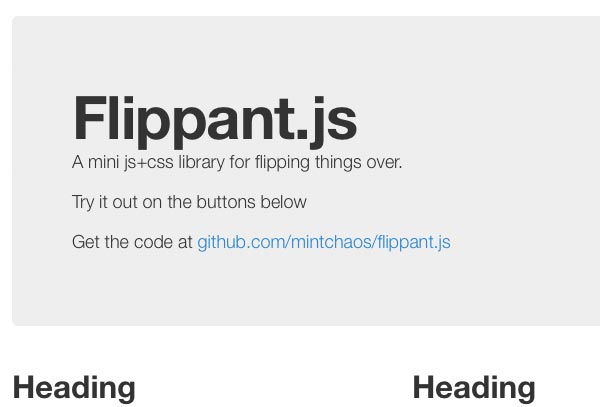 Flippant.js
A mini js+css library for flipping things over.
Try it out on the buttons below
Get the code at github.com/mintchaos/flippant.js
Heading
Heading